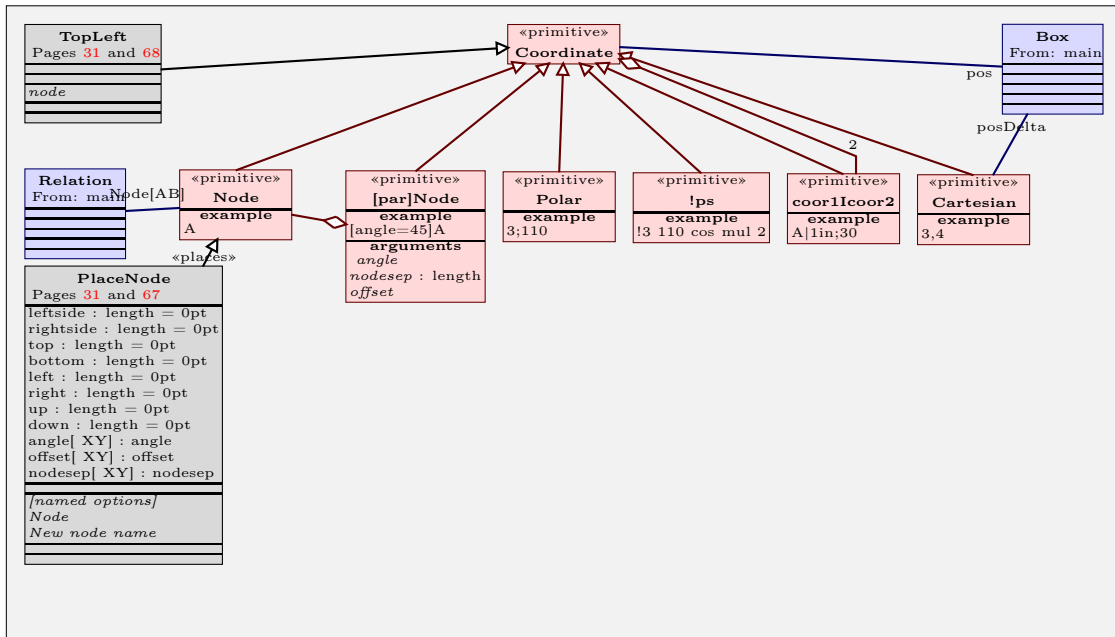 TopLeft
Pages 31 and 68
node
«primitive»
Coordinate
Box
From: main
pos
posDelta
2
Relation
From: main
Node[AB]
«primitive»
Node
example
A
«primitive»
[par]Node
example
[angle=45]A
arguments
angle
nodesep : length
offset
«primitive»
Polar
example
3;110
«primitive»
!ps
example
!3 110 cos mul 2
«primitive»
coor1Icoor2
example
A|1in;30
«primitive»
Cartesian
example
3,4
«places»
PlaceNode
Pages 31 and 67
leftside : length = 0pt
rightside : length = 0pt
top : length = 0pt
bottom : length = 0pt
left : length = 0pt
right : length = 0pt
up : length = 0pt
down : length = 0pt
angle[ XY] : angle
offset[ XY] : offset
nodesep[ XY] : nodesep
[named options]
Node
New node name